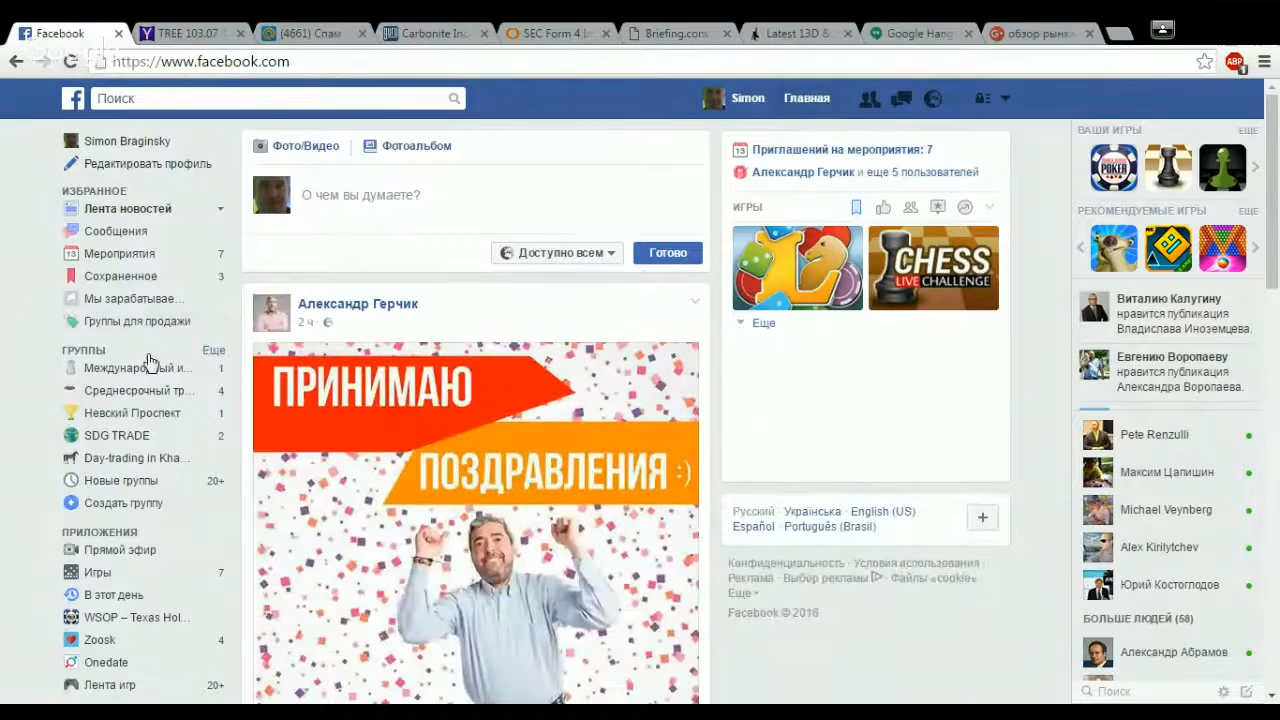 Facebook
TREE 103.07
(4661) Спам
Carbonite In
SEC Form 4
Briefing.com
Latest 13D &
Google Hang
обзор рынка
https://www.facebook.com
ABP
1
Поиск
Simon
Главная
Simon Braginsky
Редактировать профиль
ИЗБРАННОЕ
Лента новостей
Сообщения
Мероприятия 7
Сохраненное 3
Мы зарабатывае...
Группы для продажи
ГРУППЫ Еще
Международный и... 1
Среднесрочный тр... 4
Невский Проспект 1
SDG TRADE 2
Day-trading in Kha...
Новые группы 20+
Создать группу
ПРИЛОЖЕНИЯ
Прямой эфир
Игры 7
В этот день
WSOP – Texas Hol...
Zoosk 4
Onedate
Лента игр 20+
Фото/Видео
Фотоальбом
О чем вы думаете?
Доступно всем
Готово
Александр Герчик
2 ч ·
ПРИНИМАЮ
ПОЗДРАВЛЕНИЯ :)
13 Приглашений на мероприятия: 7
Александр Герчик и еще 5 пользователей
ИГРЫ
CHESS
LIVE CHALLENGE
Еще
Русский · Українська · English (US) ·
Español · Português (Brasil)
Конфиденциальность · Условия использования ·
Реклама · Выбор рекламы · Файлы «cookie» ·
Еще
Facebook © 2016
ВАШИ ИГРЫ ЕЩЕ
POKER
РЕКОМЕНДУЕМЫЕ ИГРЫ ЕЩЕ
Виталию Калугину
нравится публикация
Владислава Иноземцева.
Евгению Воропаеву
нравится публикация
Александра Воропаева.
Pete Renzulli
Максим Цапишин
Michael Veynberg
Alex Kirilytchev
Юрий Костоглодов
БОЛЬШЕ ЛЮДЕЙ (58)
Александр Абрамов
Поиск